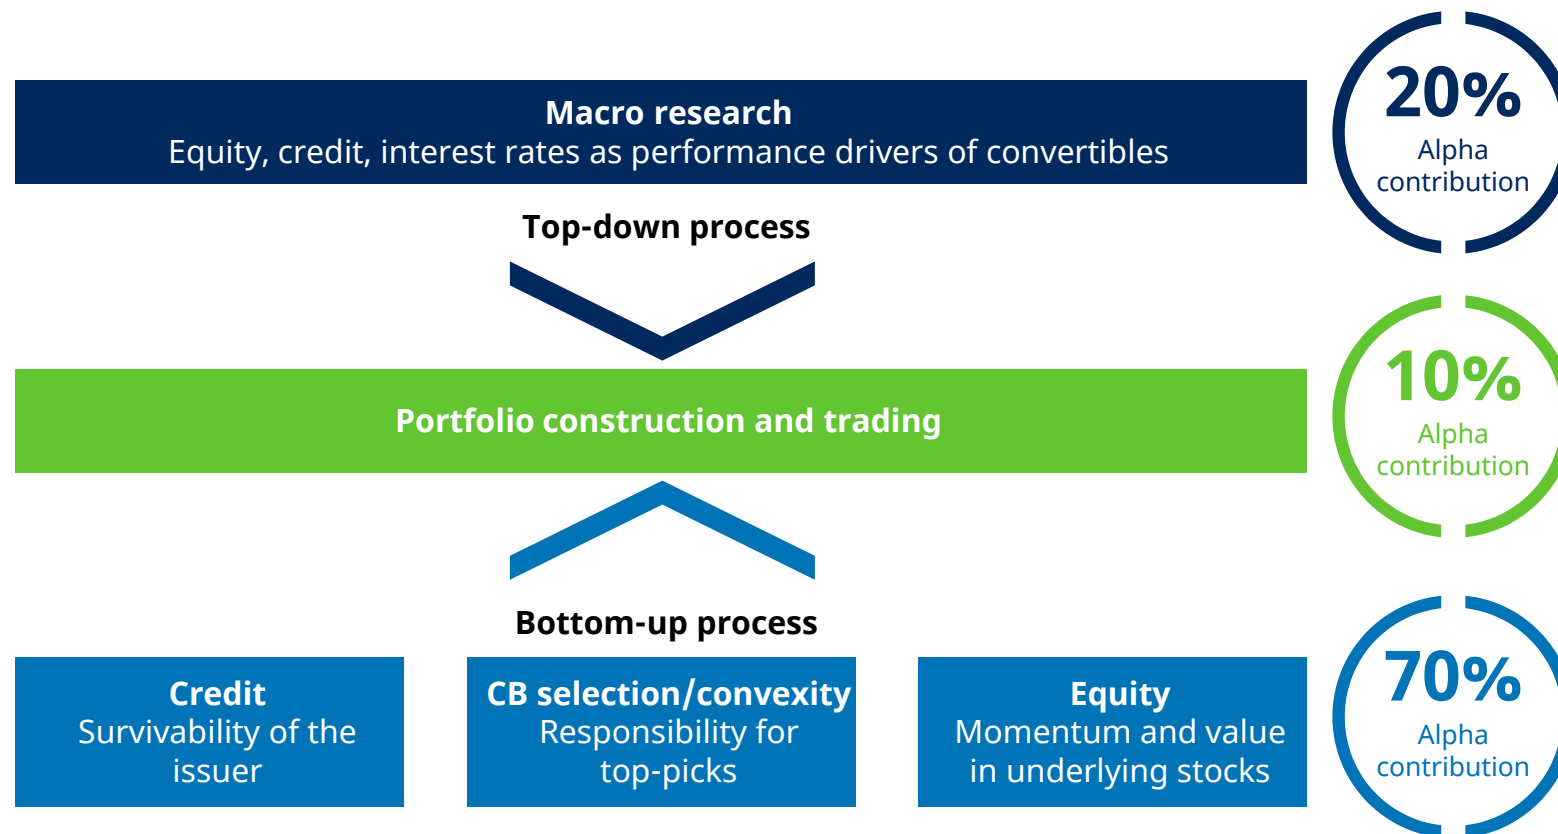 20%
Alpha
contribution
Macro research
Equity, credit, interest rates as performance drivers of convertibles
Top-down process
10%
Alpha
contribution
Portfolio construction and trading
Bottom-up process
70%
Alpha
contribution
Credit
Survivability of the
issuer
CB selection/convexity
Responsibility for
top-picks
Equity
Momentum and value
in underlying stocks